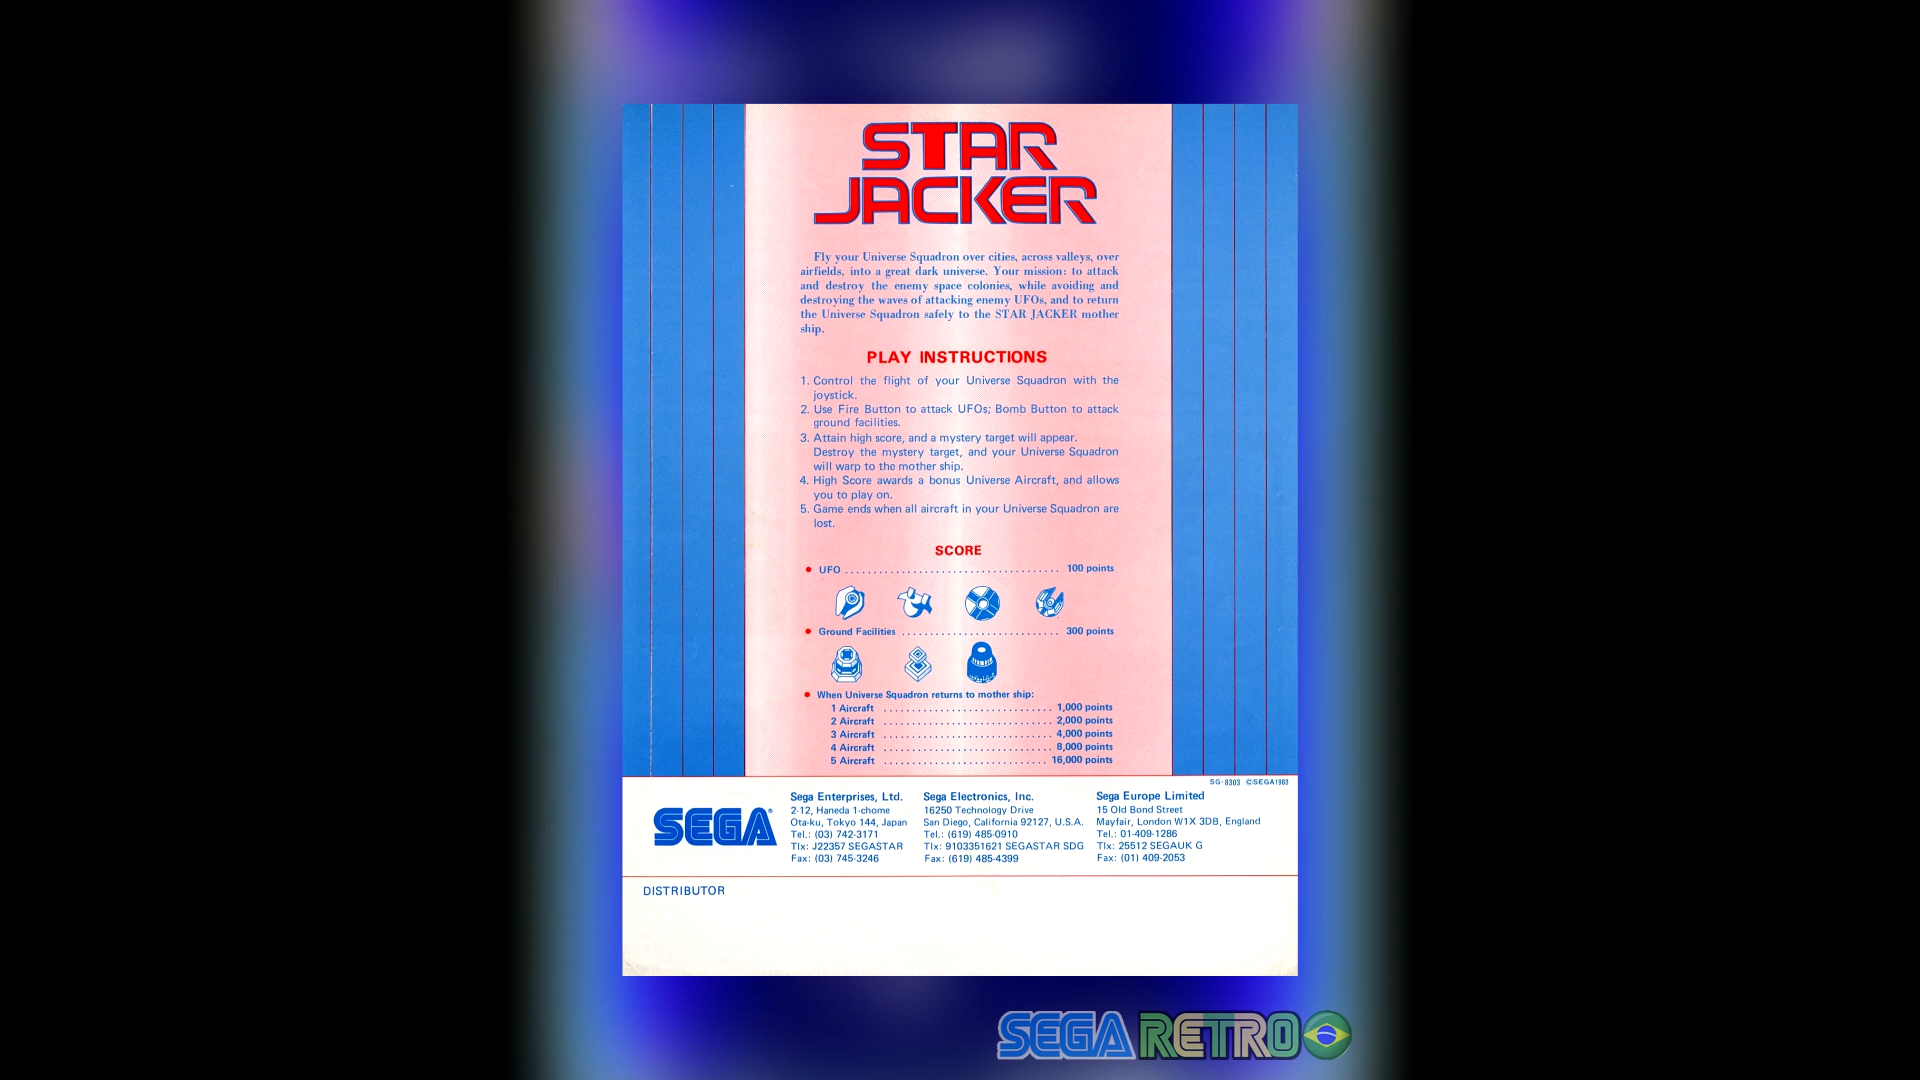 STAR
JACKER
Fly your Universe Squadron over cities, across valleys, over
airfields, into a great dark universe. Your mission: to attack
and destroy the enemy space colonies, while avoiding and
destroying the waves of attacking enemy UFOs, and to return
the Universe Squadron safely to the STAR JACKER mother
ship.
PLAY INSTRUCTIONS
1. Control the flight of your Universe Squadron with the
joystick.
2. Use Fire Button to attack UFOs; Bomb Button to attack
ground facilities.
3. Attain high score, and a mystery target will appear.
Destroy the mystery target, and your Universe Squadron
will warp to the mother ship.
4. High Score awards a bonus Universe Aircraft, and allows
you to play on.
5. Game ends when all aircraft in your Universe Squadron are
lost.
SCORE
● UFO .................................... 100 points
● Ground Facilities ............................ 300 points
● When Universe Squadron returns to mother ship:
1 Aircraft .............................. 1,000 points
2 Aircraft .............................. 2,000 points
3 Aircraft .............................. 4,000 points
4 Aircraft .............................. 8,000 points
5 Aircraft ............................. 16,000 points
SG-8303 ©SEGA1983
SEGA®
Sega Enterprises, Ltd.
2-12, Haneda 1-chome
Ota-ku, Tokyo 144, Japan
Tel.: (03) 742-3171
Tlx: J22357 SEGASTAR
Fax: (03) 745-3246
Sega Electronics, Inc.
16250 Technology Drive
San Diego, California 92127, U.S.A.
Tel.: (619) 485-0910
Tlx: 9103351621 SEGASTAR SDG
Fax: (619) 485-4399
Sega Europe Limited
15 Old Bond Street
Mayfair, London W1X 3DB, England
Tel.: 01-409-1286
Tlx: 25512 SEGAUK G
Fax: (01) 409-2053
DISTRIBUTOR
SEGA RETRO